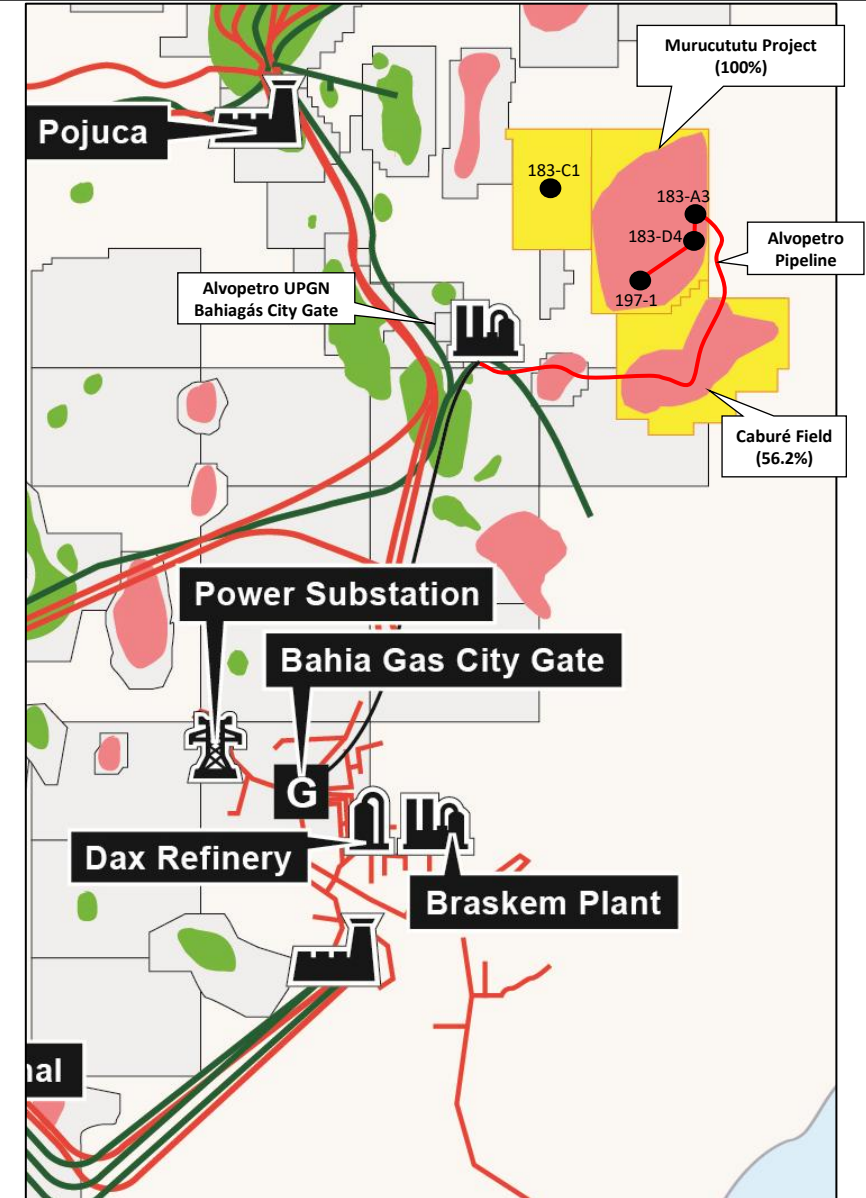 Murucututu Project
(100%)
Pojuca
183-C1
183-A3
183-D4
Alvopetro
Pipeline
197-1
Alvopetro UPGN
Bahiagás City Gate
Caburé Field
(56.2%)
Power Substation
Bahia Gas City Gate
G
Dax Refinery
Braskem Plant
nal